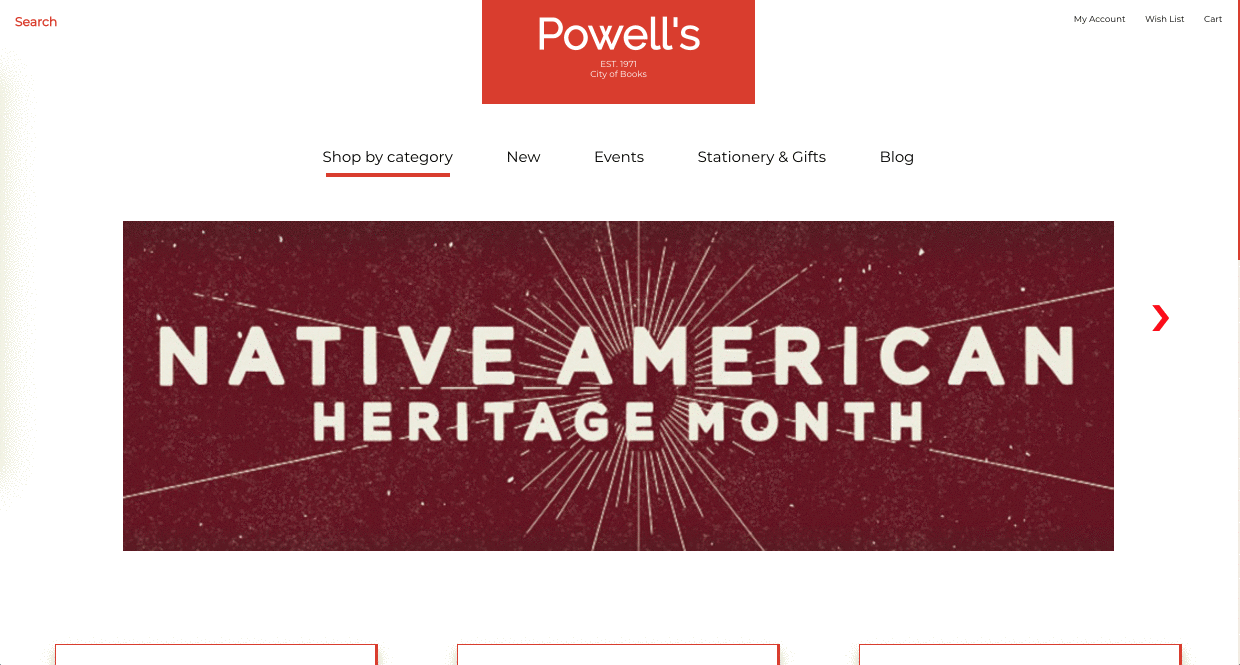 Search
Powell's
EST. 1971
City of Books
My Account Wish List Cart
Shop by category New Events Stationery & Gifts Blog
NATIVE AMERICAN
HERITAGE MONTH